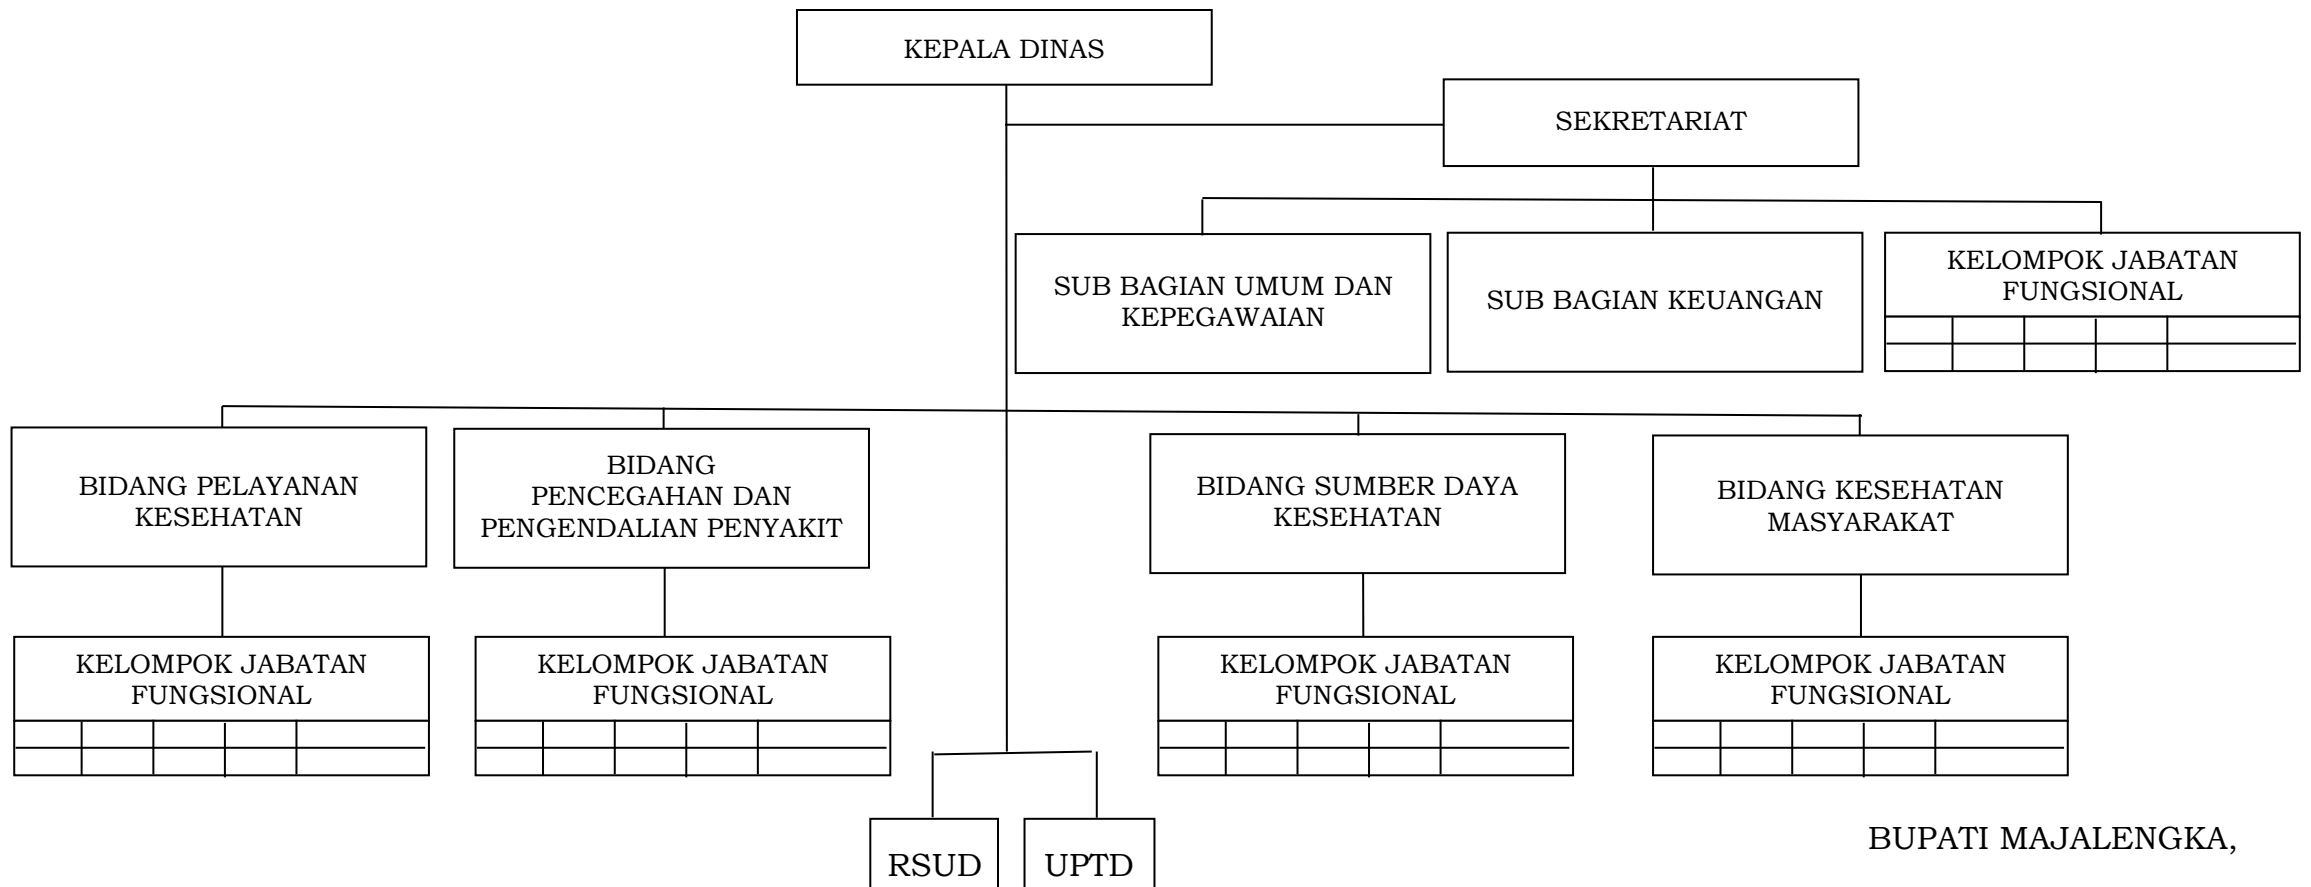 KEPALA DINAS
SEKRETARIAT
SUB BAGIAN UMUM DAN
KEPEGAWAIAN
SUB BAGIAN KEUANGAN
KELOMPOK JABATAN
FUNGSIONAL
BIDANG PELAYANAN
KESEHATAN
BIDANG
PENCEGAHAN DAN
PENGENDALIAN PENYAKIT
BIDANG SUMBER DAYA
KESEHATAN
BIDANG KESEHATAN
MASYARAKAT
KELOMPOK JABATAN
FUNGSIONAL
KELOMPOK JABATAN
FUNGSIONAL
KELOMPOK JABATAN
FUNGSIONAL
KELOMPOK JABATAN
FUNGSIONAL
RSUD
UPTD
BUPATI MAJALENGKA,